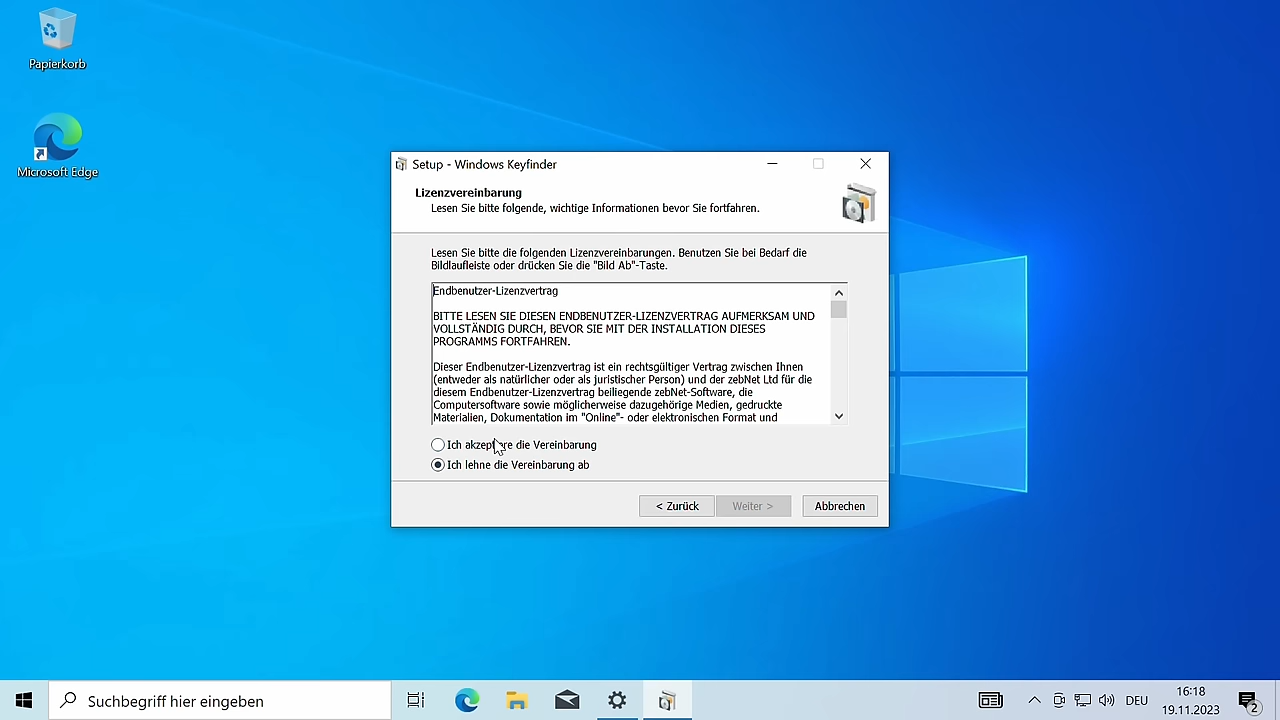 Papierkorb
Microsoft Edge
Setup - Windows Keyfinder
Lizenzvereinbarung
Lesen Sie bitte folgende, wichtige Informationen bevor Sie fortfahren.
Lesen Sie bitte die folgenden Lizenzvereinbarungen. Benutzen Sie bei Bedarf die
Bildlaufleiste oder drücken Sie die "Bild Ab"-Taste.
Endbenutzer-Lizenzvertrag
BITTE LESEN SIE DIESEN ENDBENUTZER-LIZENZVERTRAG AUFMERKSAM UND
VOLLSTÄNDIG DURCH, BEVOR SIE MIT DER INSTALLATION DIESES
PROGRAMMS FORTFAHREN.
Dieser Endbenutzer-Lizenzvertrag ist ein rechtsgültiger Vertrag zwischen Ihnen
(entweder als natürlicher oder als juristischer Person) und der zebNet Ltd für die
diesem Endbenutzer-Lizenzvertrag beiliegende zebNet-Software, die
Computersoftware sowie möglicherweise dazugehörige Medien, gedruckte
Materialien, Dokumentation im "Online"- oder elektronischen Format und
Ich akzeptiere die Vereinbarung
Ich lehne die Vereinbarung ab
< Zurück
Weiter >
Abbrechen
Suchbegriff hier eingeben
DEU
16:18
19.11.2023
2